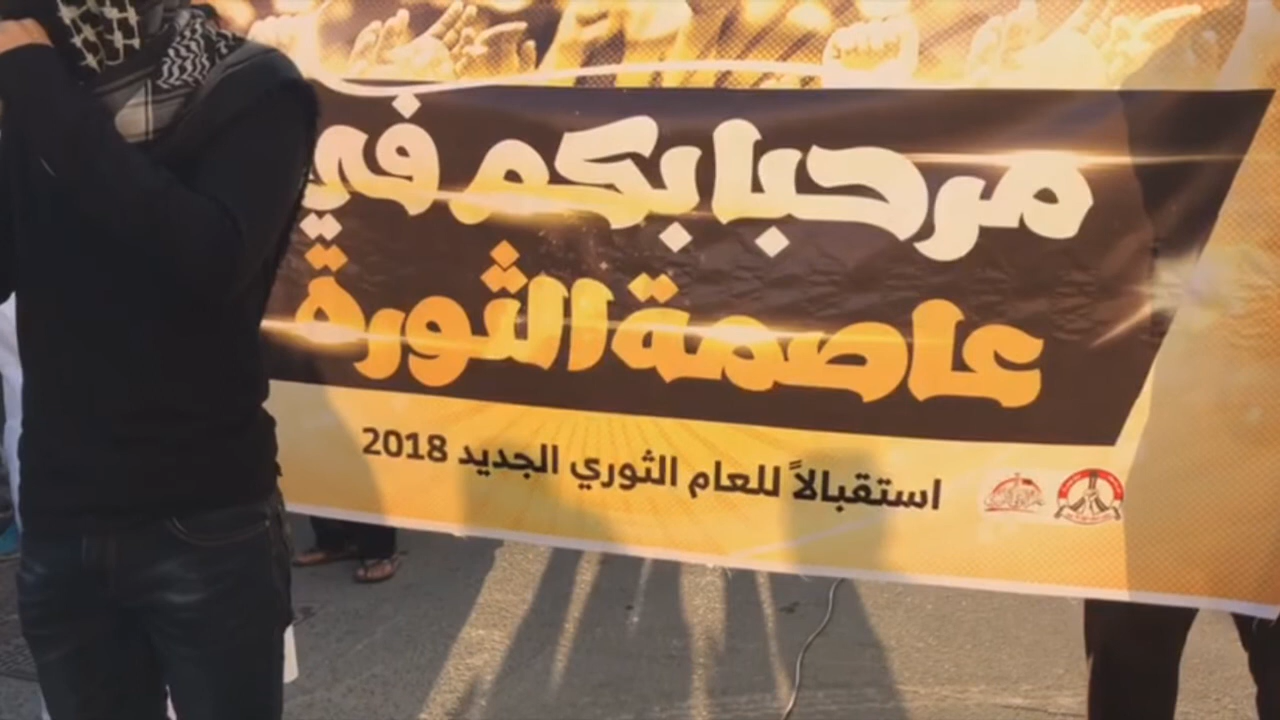 مرحبا بكم في
عاصمة الثورة
استقبالاً للعام الثوري الجديد 2018